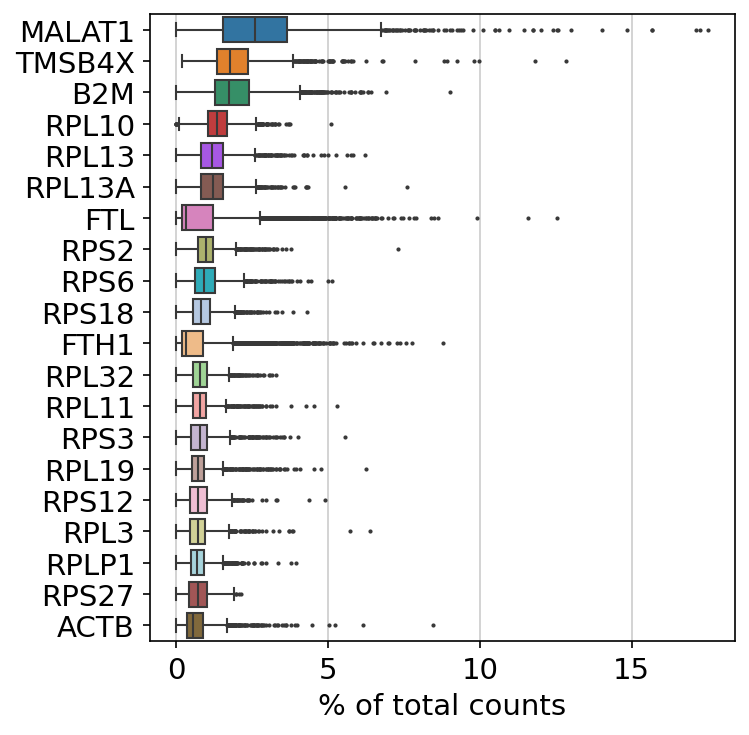 MALAT1
TMSB4X
B2M
RPL10
RPL13
RPL13A
FTL
RPS2
RPS6
RPS18
FTH1
RPL32
RPL11
RPS3
RPL19
RPS12
RPL3
RPLP1
RPS27
ACTB
0 5 10 15
% of total counts